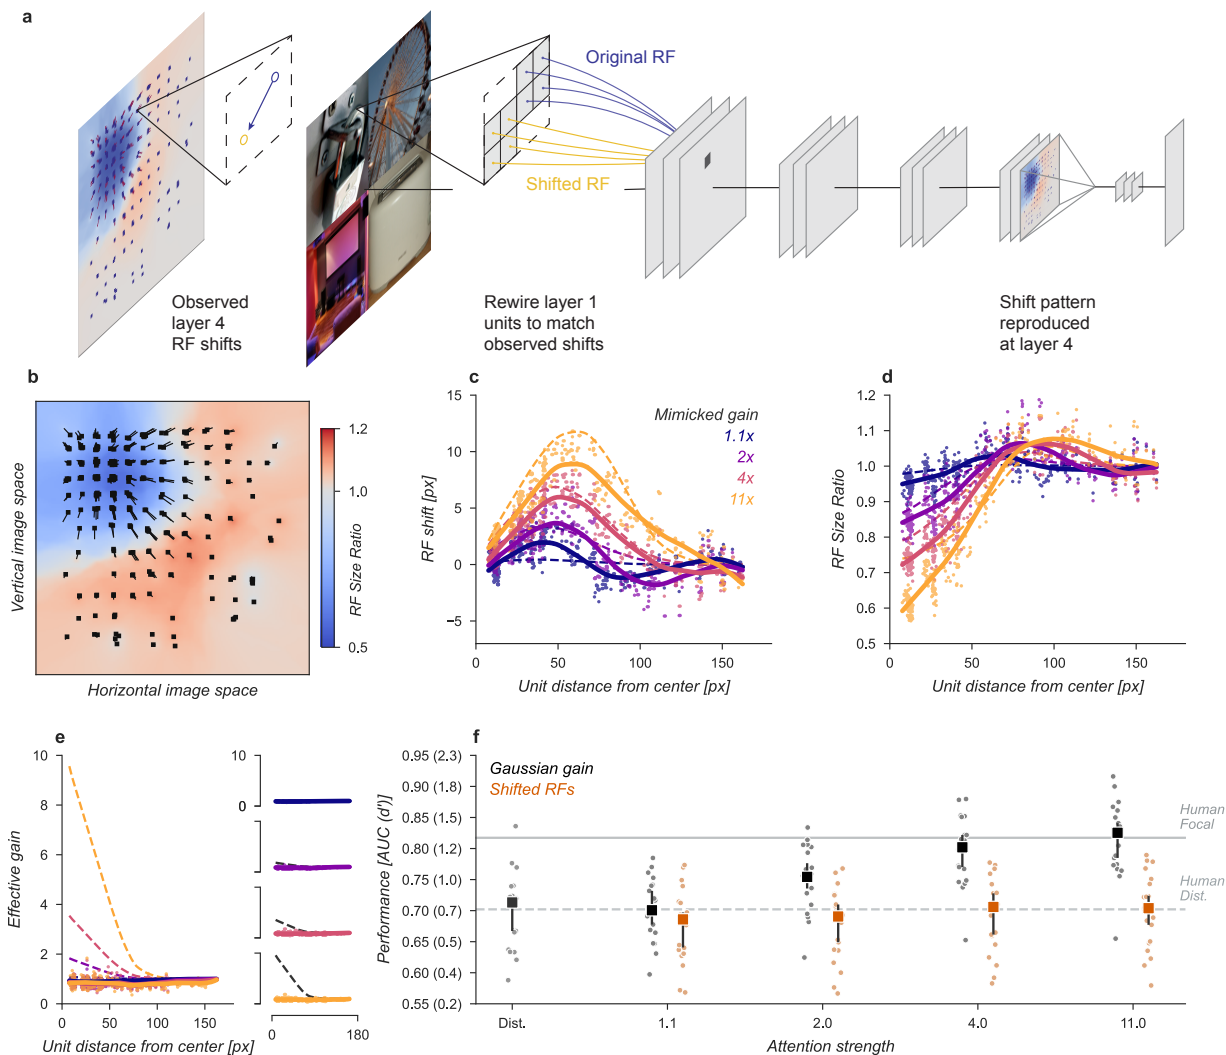 a
Original RF
Shifted RF
Observed
layer 4
RF shifts
Rewire layer 1
units to match
observed shifts
Shift pattern
reproduced
at layer 4
b
Vertical image space
Horizontal image space
1.2
1.0
0.5
RF Size Ratio
c
15
10
5
0
−5
RF shift [px]
Mimicked gain
1.1x
2x
4x
11x
0
50
100
150
Unit distance from center [px]
d
1.2
1.1
1.0
0.9
0.8
0.7
0.6
0.5
RF Size Ratio
0
50
100
150
Unit distance from center [px]
e
10
8
6
4
2
0
Effective gain
0
50
100
150
Unit distance from center [px]
10
0
0
180
f
0.95 (2.3)
0.90 (1.8)
0.85 (1.5)
0.80 (1.2)
0.75 (1.0)
0.70 (0.7)
0.65 (0.5)
0.60 (0.4)
0.55 (0.2)
Performance [AUC (d')]
Gaussian gain
Shifted RFs
Human
Focal
Human
Dist.
Dist.
1.1
2.0
4.0
11.0
Attention strength